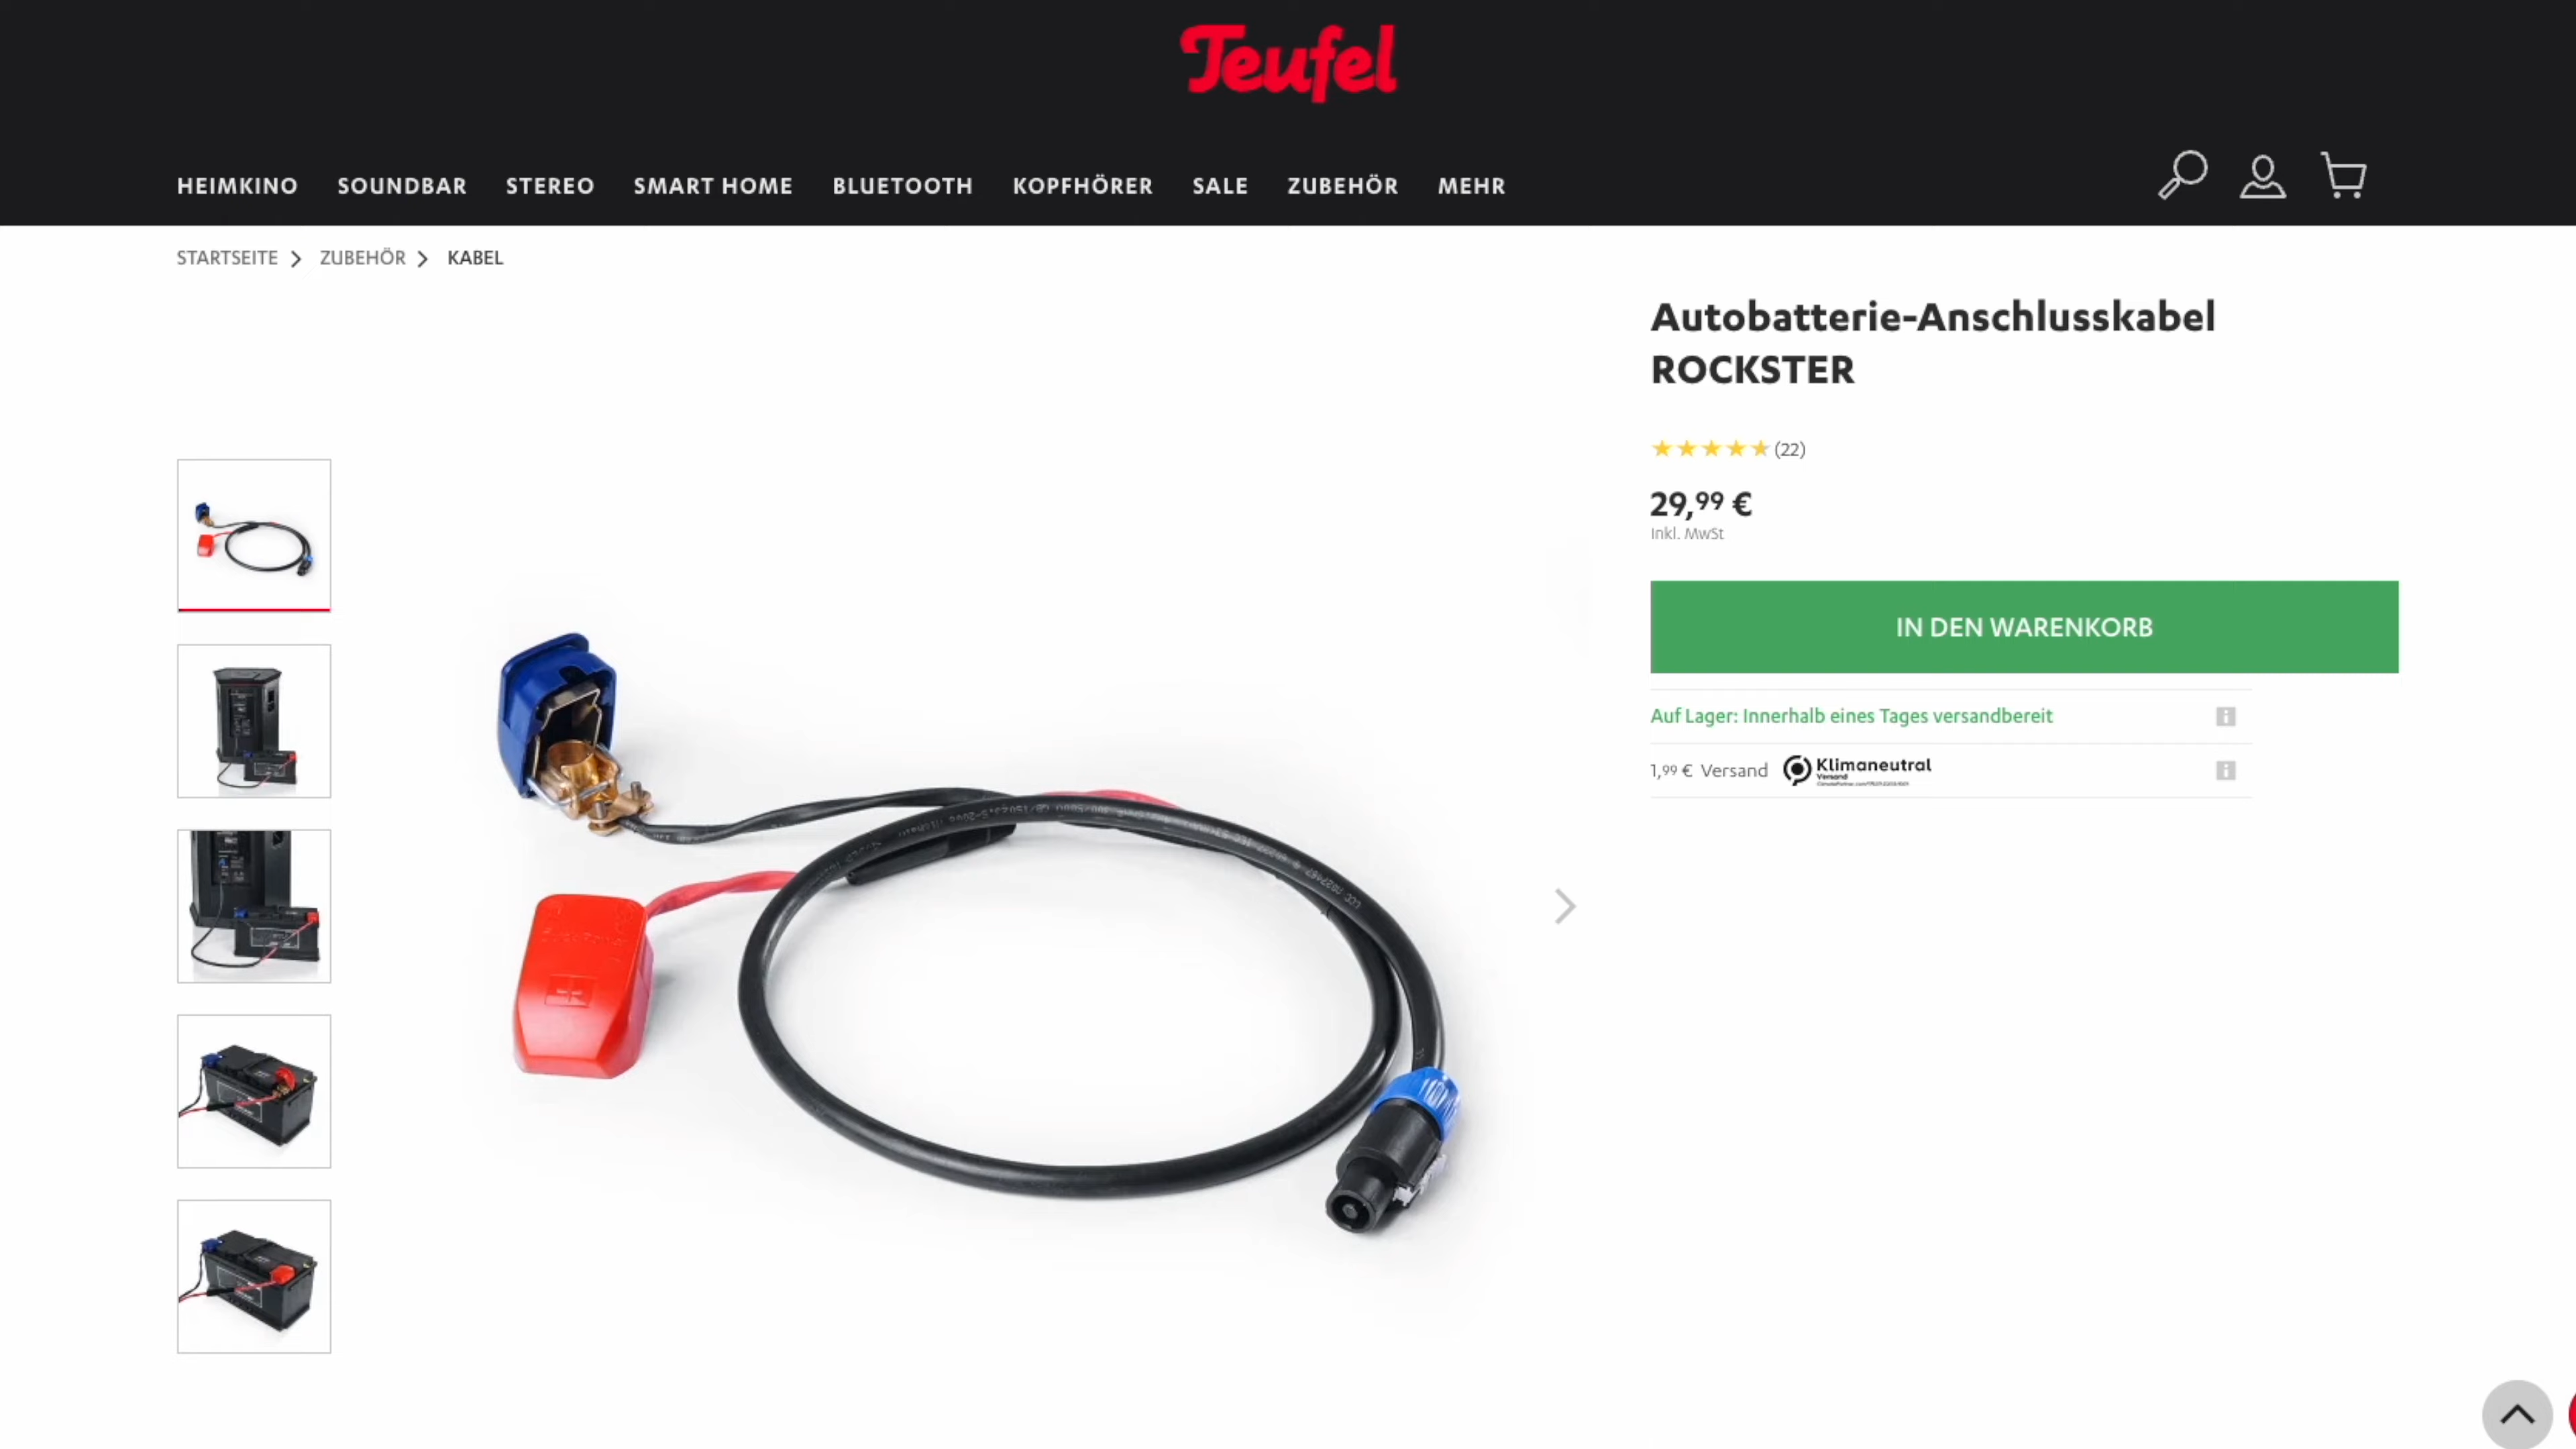 Teufel
HEIMKINO SOUNDBAR STEREO SMART HOME BLUETOOTH KOPFHÖRER SALE ZUBEHÖR MEHR
STARTSEITE ZUBEHÖR KABEL
Autobatterie-Anschlusskabel
ROCKSTER
(22)
29,99 €
Inkl. MwSt
IN DEN WARENKORB
Auf Lager: Innerhalb eines Tages versandbereit
1,99 € Versand Klimaneutral
Versand